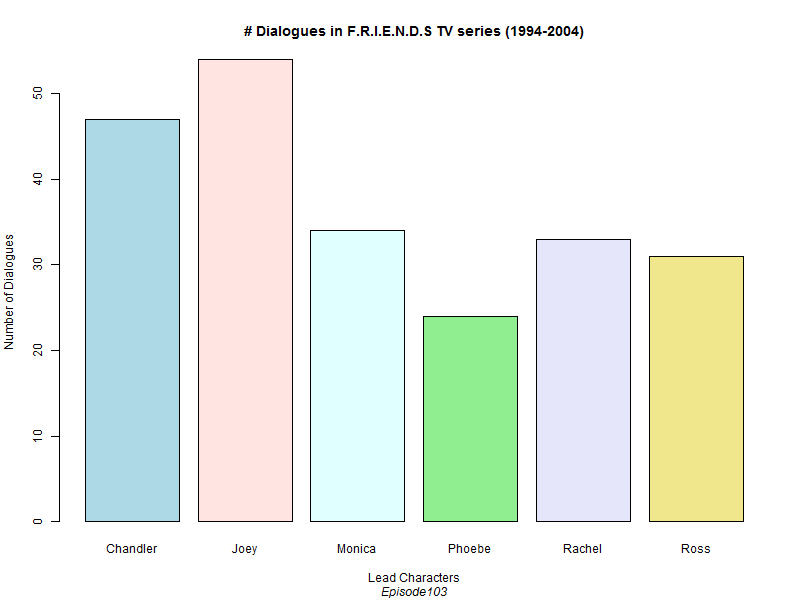 # Dialogues in F.R.I.E.N.D.S TV series (1994-2004)
Number of Dialogues
50
40
30
20
10
0
Chandler Joey Monica Phoebe Rachel Ross
Lead Characters
Episode103